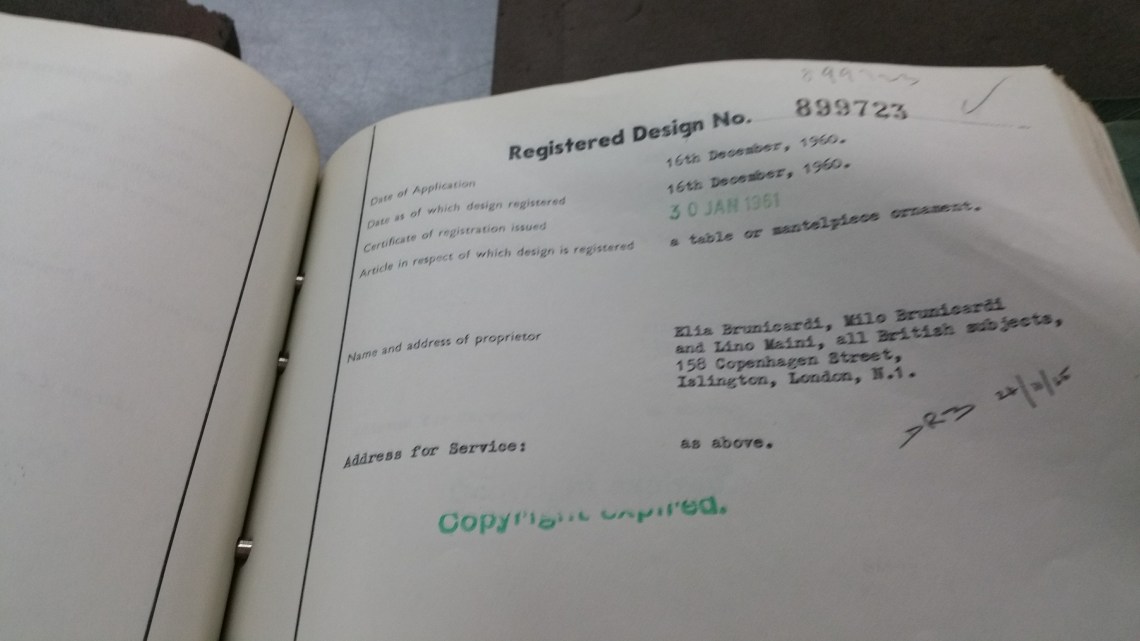 899723
Registered Design No. 899723
Date of Application 16th December, 1960.
Date as of which design registered 16th December, 1960.
Certificate of registration issued 30 JAN 1961
Article in respect of which design is registered a table or mantelpiece ornament.
Name and address of proprietor Elia Brunicardi, Milo Brunicardi
and Lino Maini, all British subjects,
158 Copenhagen Street,
Islington, London, N.1.
Address for Service: as above.
Copyright expired.